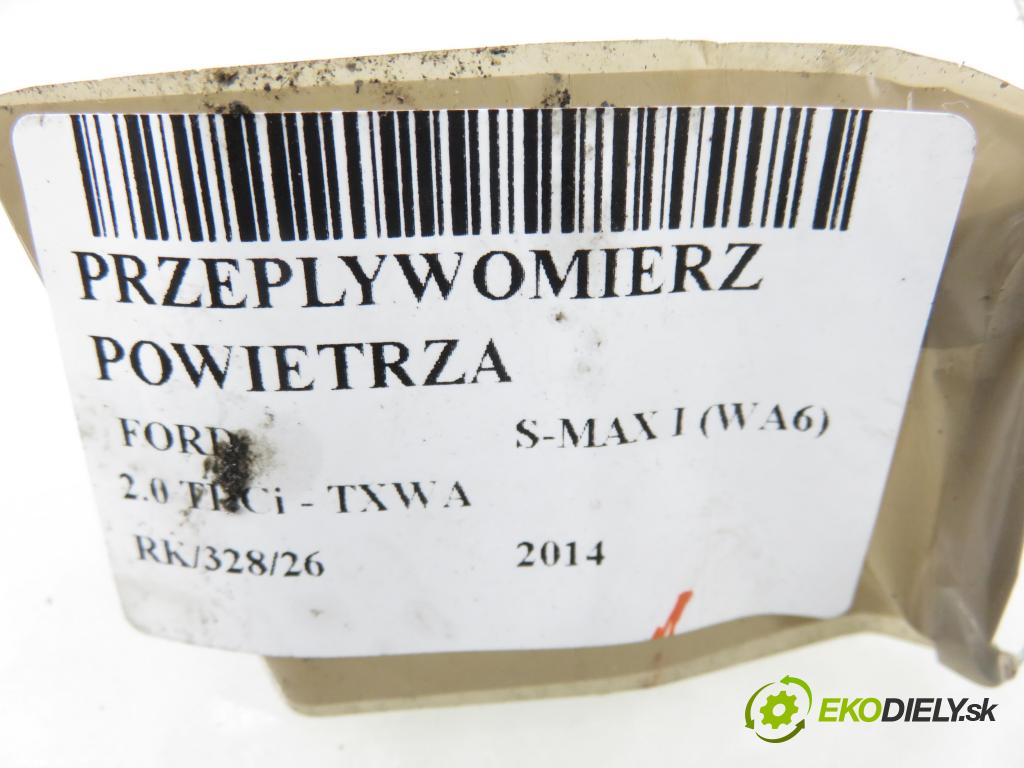 PRZEPLYWOMIERZ
POWIETRZA
FORD S-MAX I (WA6)
2.0 TDCi - TXWA
RK/328/26 2014
EKODIELY.sk